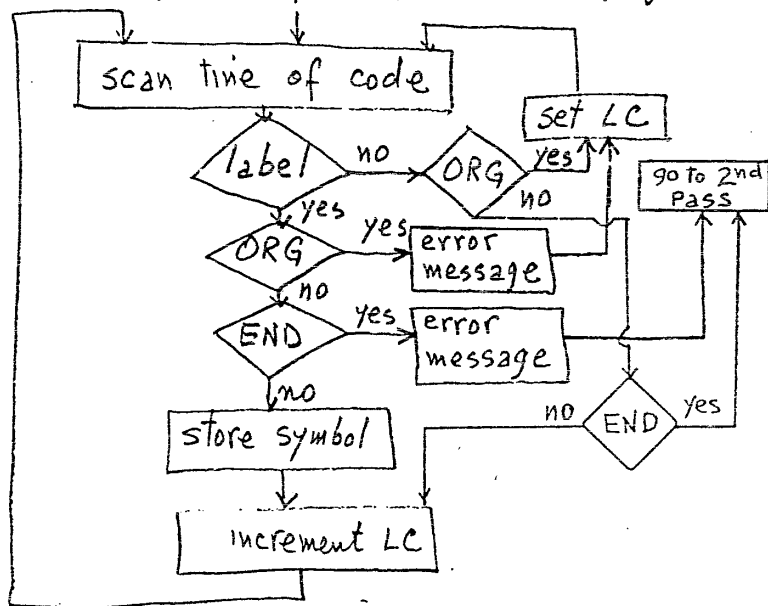 scan line of code
set LC
label
no
ORG
yes
no
go to 2nd
Pass
yes
ORG
yes
error
message
no
END
yes
error
message
no
store symbol
no
END
yes
increment LC